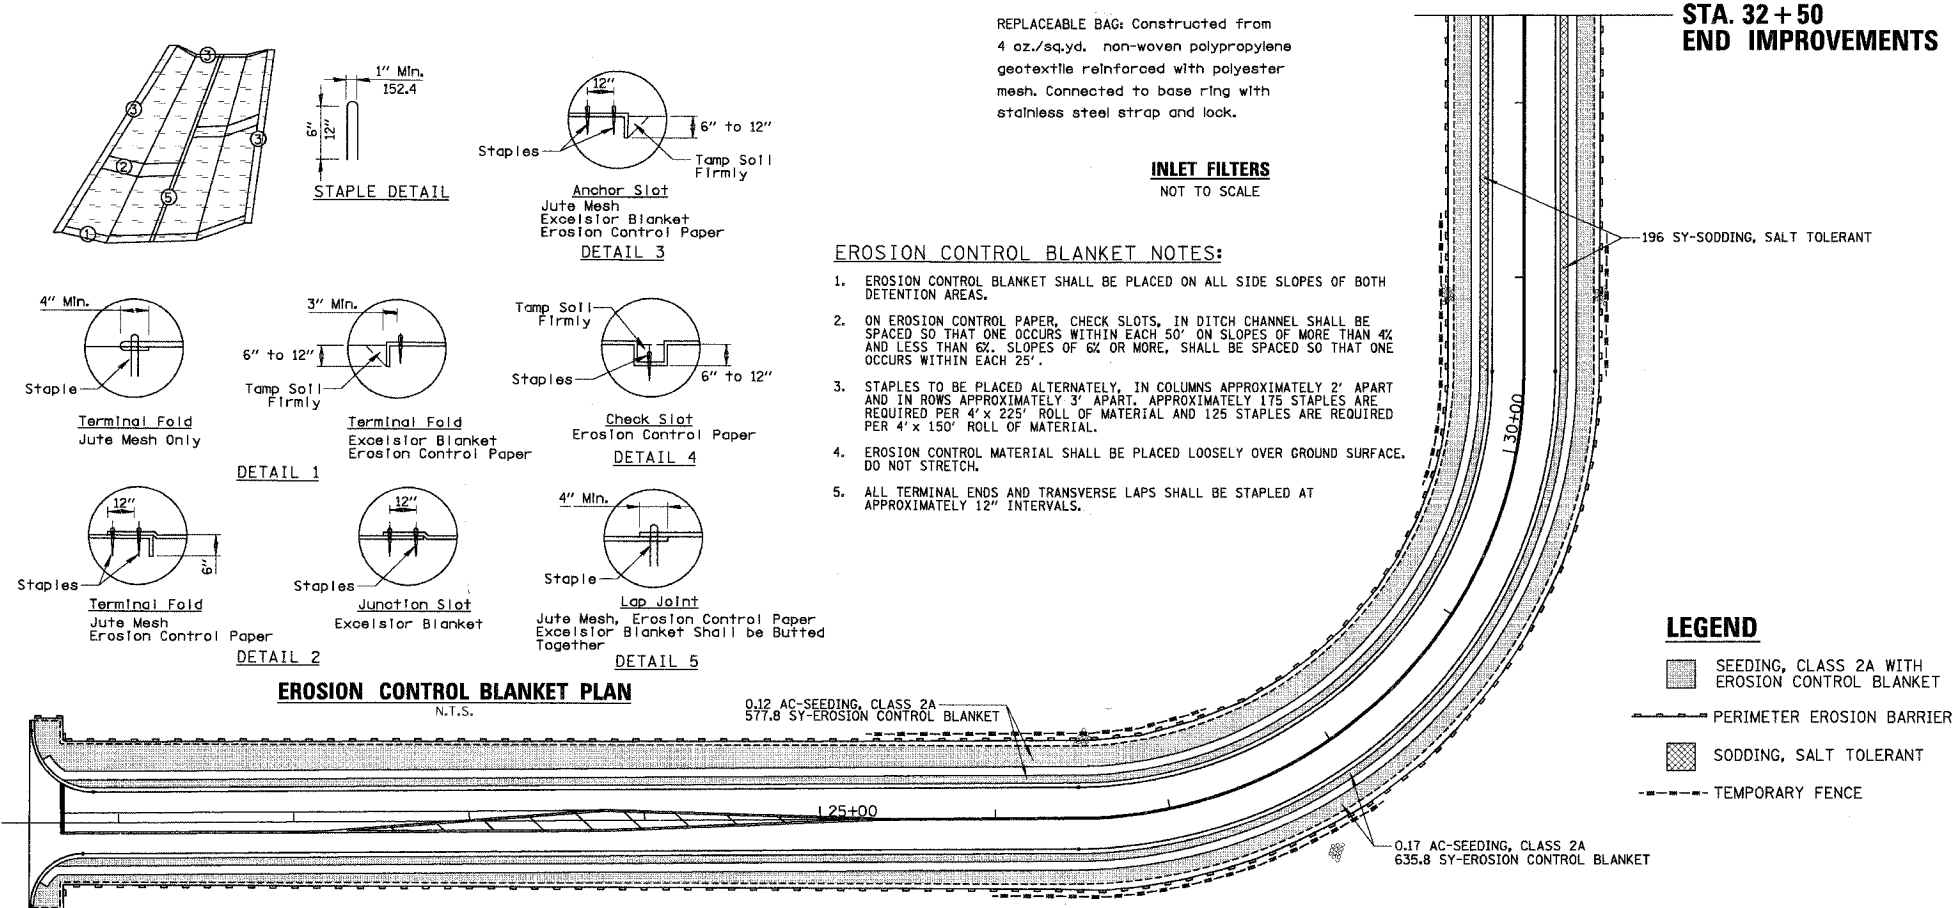 REPLACEABLE BAG: Constructed from
4 oz./sq.yd. non-woven polypropylene
geotextile reinforced with polyester
mesh. Connected to base ring with
stainless steel strap and lock.
INLET FILTERS
NOT TO SCALE
STA. 32+50
END IMPROVEMENTS
3
3
3
2
5
1
1" Min.
152.4
6"
12"
STAPLE DETAIL
12"
6" to 12"
Staples
Tamp Soil
Firmly
Anchor Slot
Jute Mesh
Excelsior Blanket
Erosion Control Paper
DETAIL 3
4" Min.
Staple
Terminal Fold
Jute Mesh Only
3" Min.
6" to 12"
Tamp Soil
Firmly
Terminal Fold
Excelsior Blanket
Erosion Control Paper
DETAIL 1
Tamp Soil
Firmly
Staples
6" to 12"
Check Slot
Erosion Control Paper
DETAIL 4
12"
6"
Staples
Terminal Fold
Jute Mesh
Erosion Control Paper
DETAIL 2
12"
Staples
Junction Slot
Excelsior Blanket
4" Min.
Staple
Lap Joint
Jute Mesh, Erosion Control Paper
Excelsior Blanket Shall be Butted
Together
DETAIL 5
EROSION CONTROL BLANKET PLAN
N.T.S.
EROSION CONTROL BLANKET NOTES:
1. EROSION CONTROL BLANKET SHALL BE PLACED ON ALL SIDE SLOPES OF BOTH
DETENTION AREAS.
2. ON EROSION CONTROL PAPER, CHECK SLOTS, IN DITCH CHANNEL SHALL BE
SPACED SO THAT ONE OCCURS WITHIN EACH 50' ON SLOPES OF MORE THAN 4%
AND LESS THAN 6%. SLOPES OF 6% OR MORE, SHALL BE SPACED SO THAT ONE
OCCURS WITHIN EACH 25'.
3. STAPLES TO BE PLACED ALTERNATELY, IN COLUMNS APPROXIMATELY 2' APART
AND IN ROWS APPROXIMATELY 3' APART. APPROXIMATELY 175 STAPLES ARE
REQUIRED PER 4' x 225' ROLL OF MATERIAL AND 125 STAPLES ARE REQUIRED
PER 4' x 150' ROLL OF MATERIAL.
4. EROSION CONTROL MATERIAL SHALL BE PLACED LOOSELY OVER GROUND SURFACE.
DO NOT STRETCH.
5. ALL TERMINAL ENDS AND TRANSVERSE LAPS SHALL BE STAPLED AT
APPROXIMATELY 12" INTERVALS.
196 SY-SODDING, SALT TOLERANT
30+00
0.12 AC-SEEDING, CLASS 2A
577.8 SY-EROSION CONTROL BLANKET
25+00
0.17 AC-SEEDING, CLASS 2A
635.8 SY-EROSION CONTROL BLANKET
LEGEND
SEEDING, CLASS 2A WITH
EROSION CONTROL BLANKET
PERIMETER EROSION BARRIER
SODDING, SALT TOLERANT
TEMPORARY FENCE